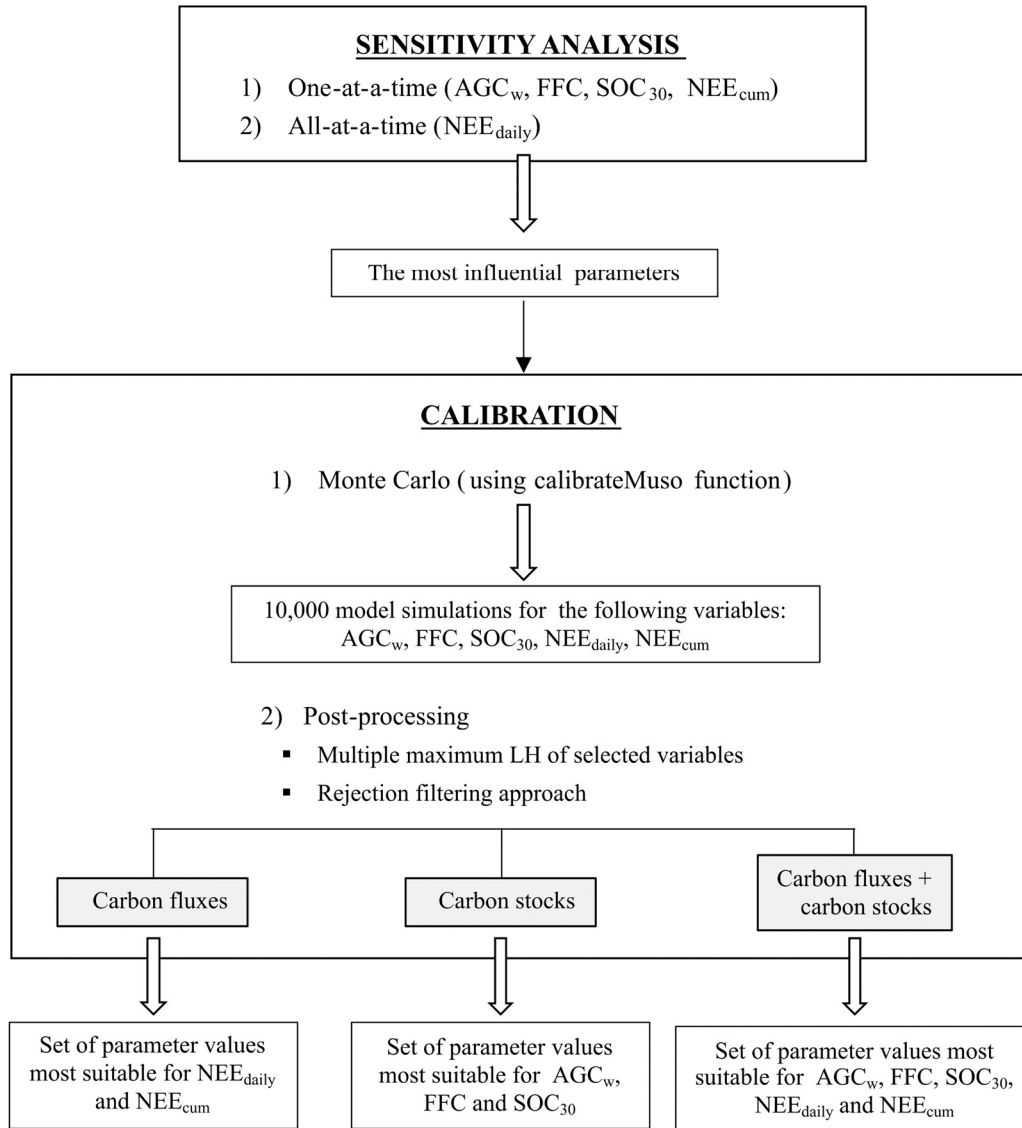 SENSITIVITY ANALYSIS
1) One-at-a-time (AGCw, FFC, SOC30, NEEcum)
2) All-at-a-time (NEEdaily)
The most influential parameters
CALIBRATION
1) Monte Carlo (using calibrateMuso function)
10,000 model simulations for the following variables:
AGCw, FFC, SOC30, NEEdaily, NEEcum
2) Post-processing
▪ Multiple maximum LH of selected variables
▪ Rejection filtering approach
Carbon fluxes
Carbon stocks
Carbon fluxes +
carbon stocks
Set of parameter values
most suitable for NEEdaily
and NEEcum
Set of parameter values
most suitable for AGCw,
FFC and SOC30
Set of parameter values most
suitable for AGCw, FFC, SOC30,
NEEdaily and NEEcum